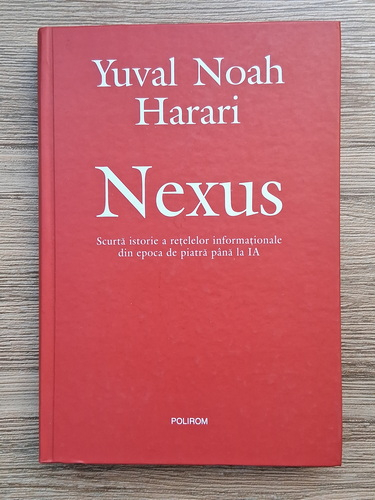 Yuval Noah
Harari
Nexus
Scurtă istorie a rețelelor informaționale
din epoca de piatră până la IA
POLIROM